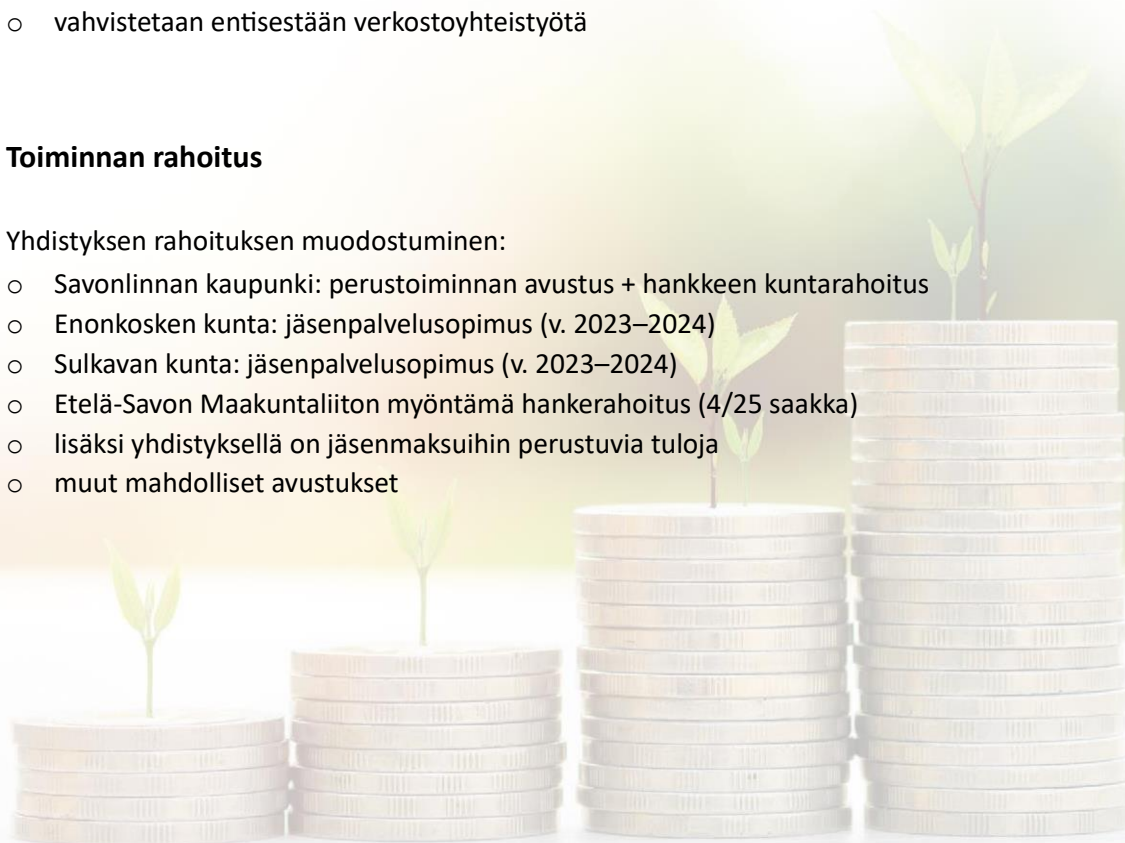 o vahvistetaan entisestään verkostoyhteistyötä
Toiminnan rahoitus
Yhdistyksen rahoituksen muodostuminen:
o Savonlinnan kaupunki: perustoiminnan avustus + hankkeen kuntarahoitus
o Enonkosken kunta: jäsenpalvelusopimus (v. 2023–2024)
o Sulkavan kunta: jäsenpalvelusopimus (v. 2023–2024)
o Etelä-Savon Maakuntaliiton myöntämä hankerahoitus (4/25 saakka)
o lisäksi yhdistyksellä on jäsenmaksuihin perustuvia tuloja
o muut mahdolliset avustukset